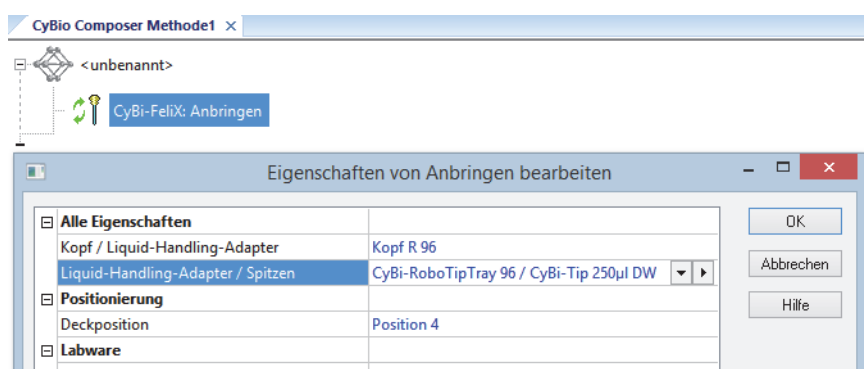 CyBio Composer Methode1 ×
<unbenannt>
CyBi-FeliX: Anbringen
Eigenschaften von Anbringen bearbeiten
Alle Eigenschaften
Kopf / Liquid-Handling-Adapter Kopf R 96
Liquid-Handling-Adapter / Spitzen CyBi-RoboTipTray 96 / CyBi-Tip 250µl DW
Positionierung
Deckposition Position 4
Labware
OK
Abbrechen
Hilfe